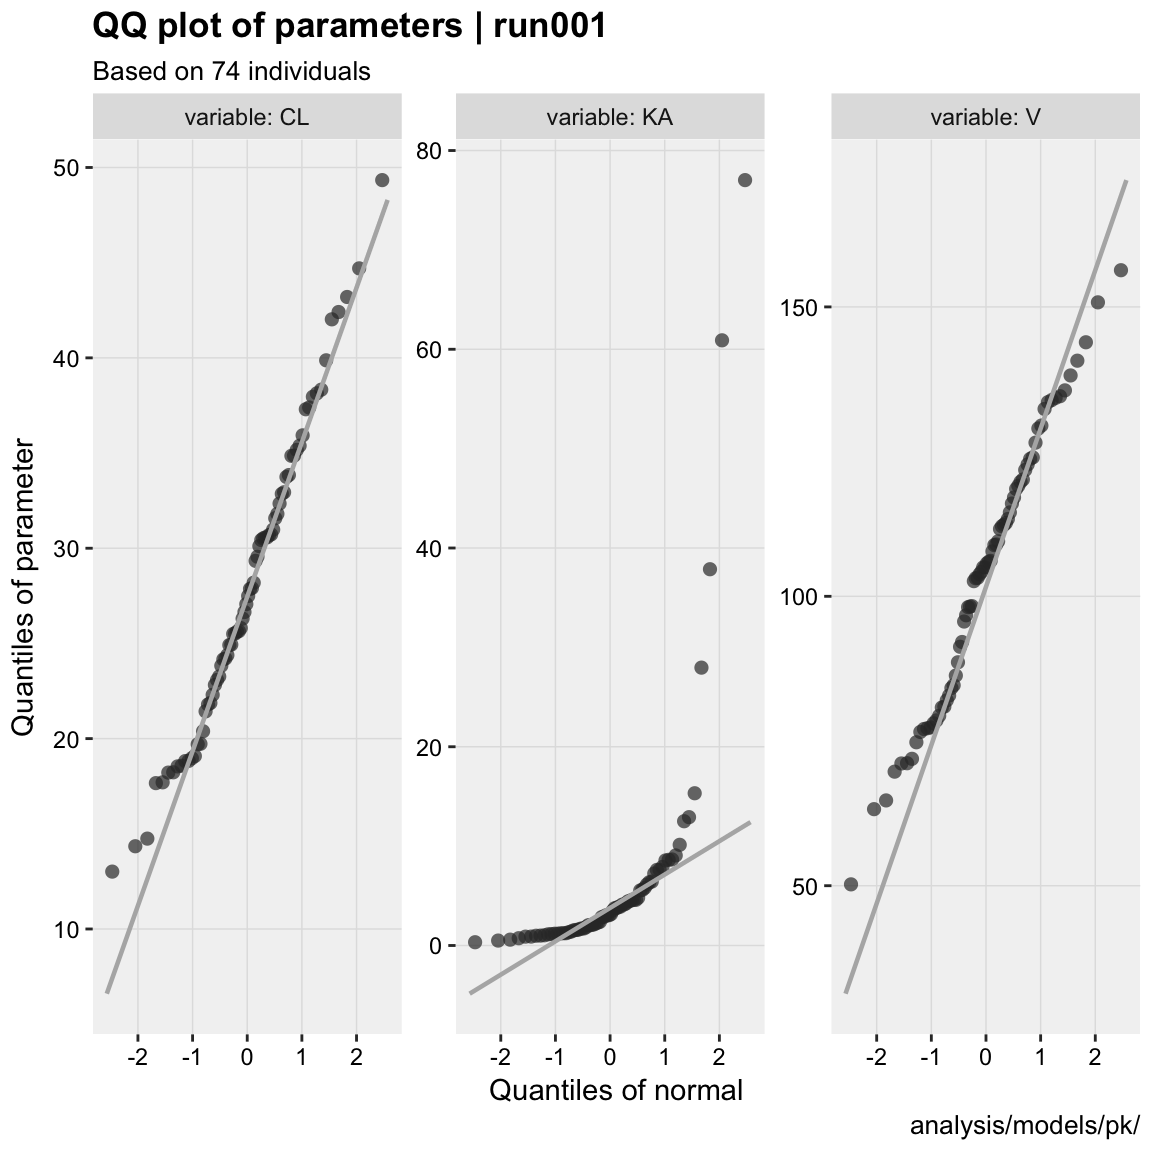 QQ plot of parameters | run001
Based on 74 individuals
variable: CL
variable: KA
variable: V
Quantiles of parameter
50
40
30
20
10
80
60
40
20
0
150
100
50
-2 -1 0 1 2
-2 -1 0 1 2
-2 -1 0 1 2
Quantiles of normal
analysis/models/pk/